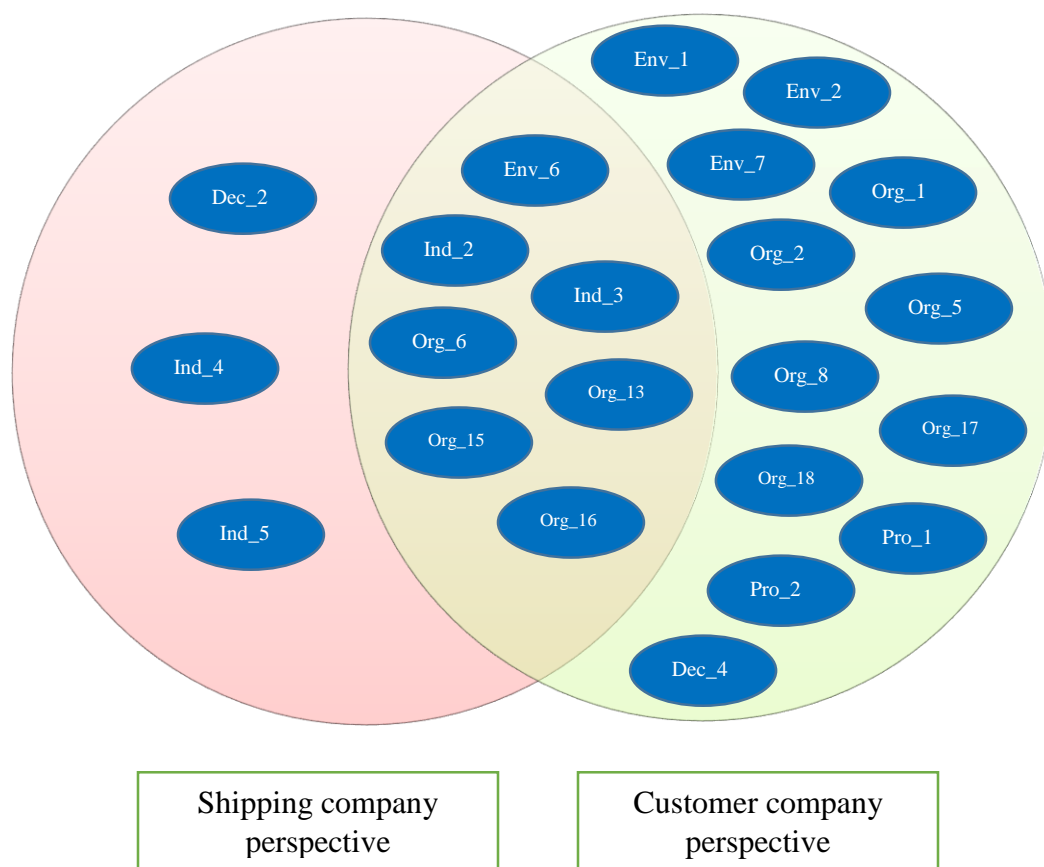 Env_1
Env_2
Env_6
Env_7
Dec_2
Org_1
Ind_2
Org_2
Ind_3
Org_5
Org_6
Ind_4
Org_8
Org_13
Org_15
Org_17
Org_18
Org_16
Ind_5
Pro_1
Pro_2
Dec_4
Shipping company
perspective
Customer company
perspective